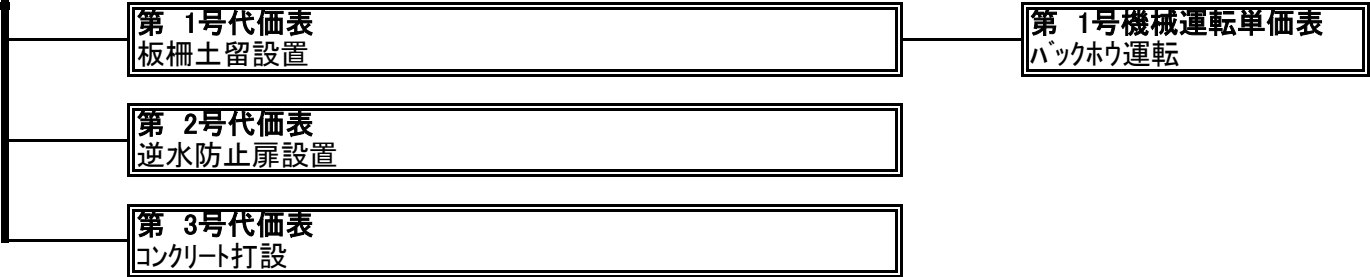 第 1号代価表
板柵土留設置
第 1号機械運転単価表
ﾊﾞｯｸﾎｳ運転
第 2号代価表
逆水防止扉設置
第 3号代価表
ｺﾝｸﾘｰﾄ打設